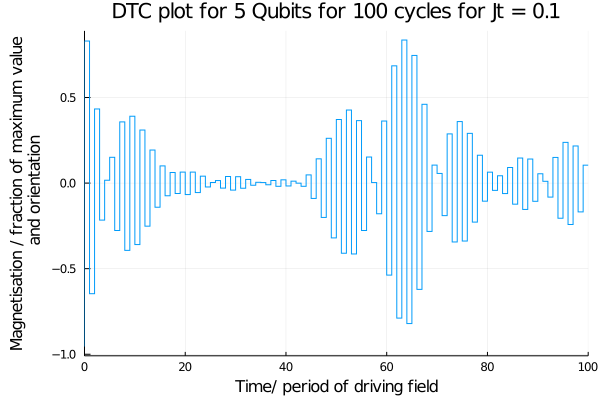 DTC plot for 5 Qubits for 100 cycles for Jt = 0.1
Magnetisation / fraction of maximum value
and orientation
0.5
0.0
−0.5
−1.0
0 20 40 60 80 100
Time/ period of driving field